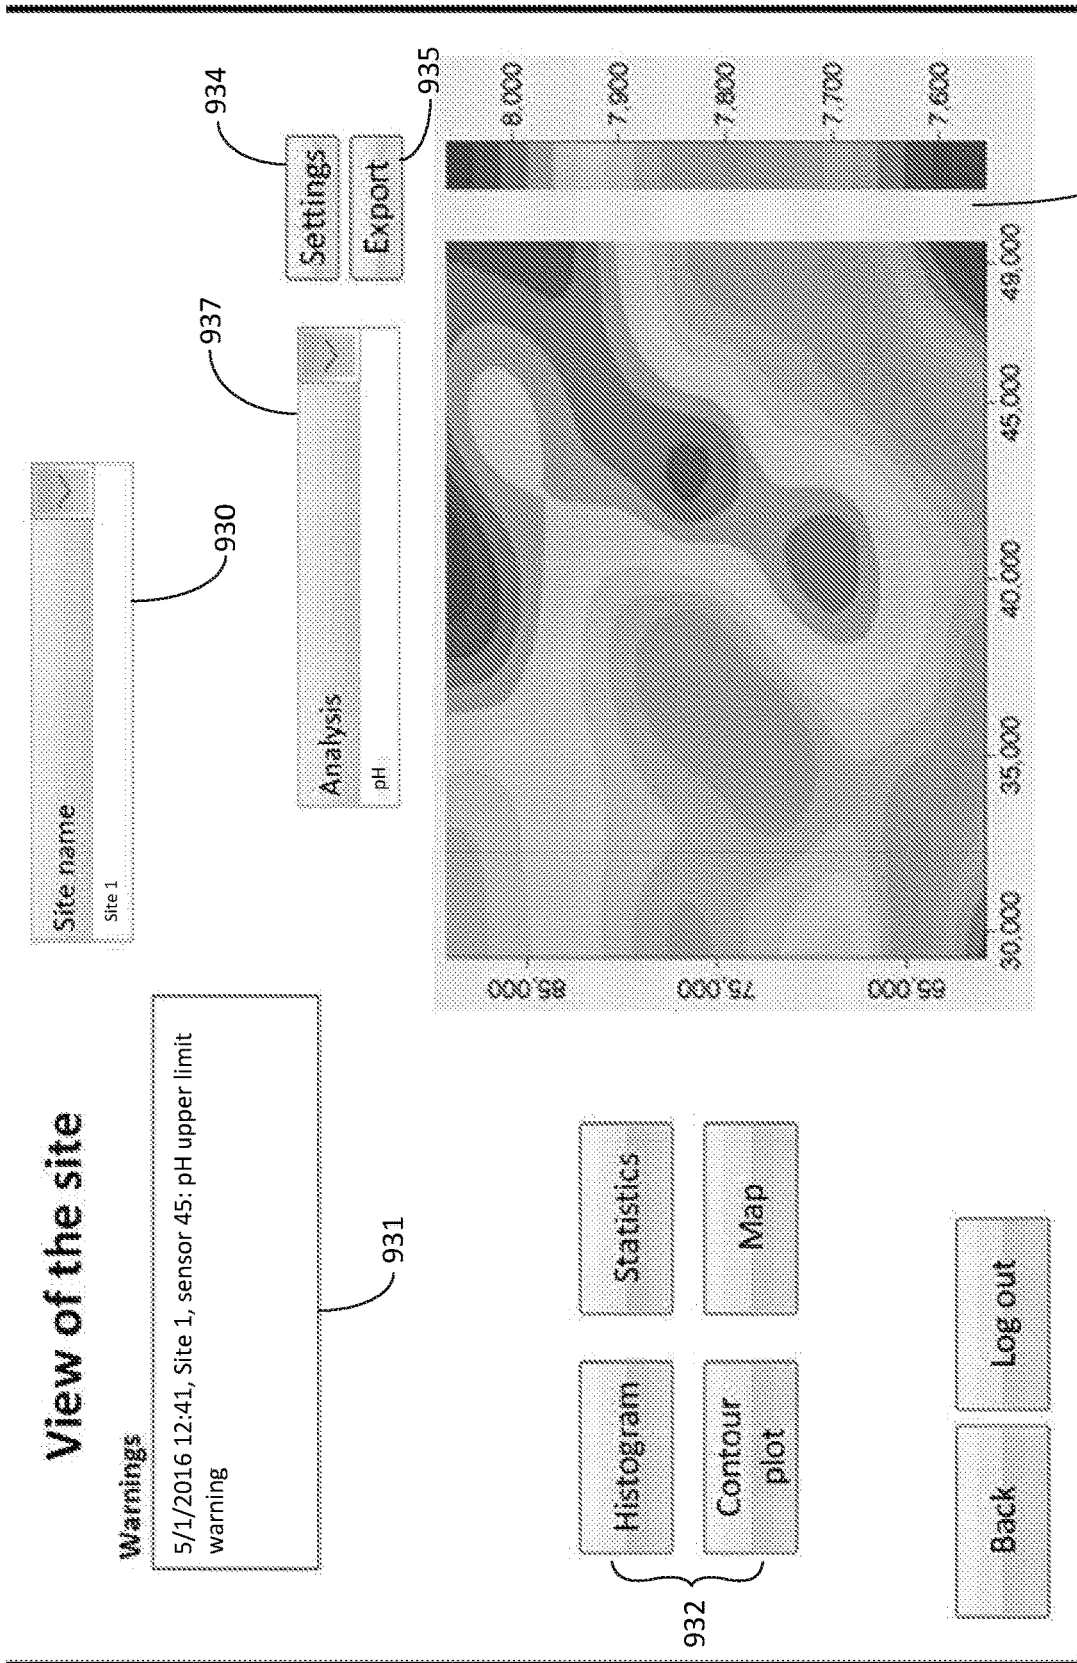 View of the site
Warnings
5/1/2016 12:41, Site 1, sensor 45: pH upper limit
warning
931
Site name
Site 1
930
Analysis
pH
937
Settings
934
Export
935
Histogram
Statistics
Contour
plot
Map
932
85,000
75,000
65,000
30,000
35,000
40,000
45,000
49,000
8,000
7,900
7,800
7,700
7,600
Back
Log out